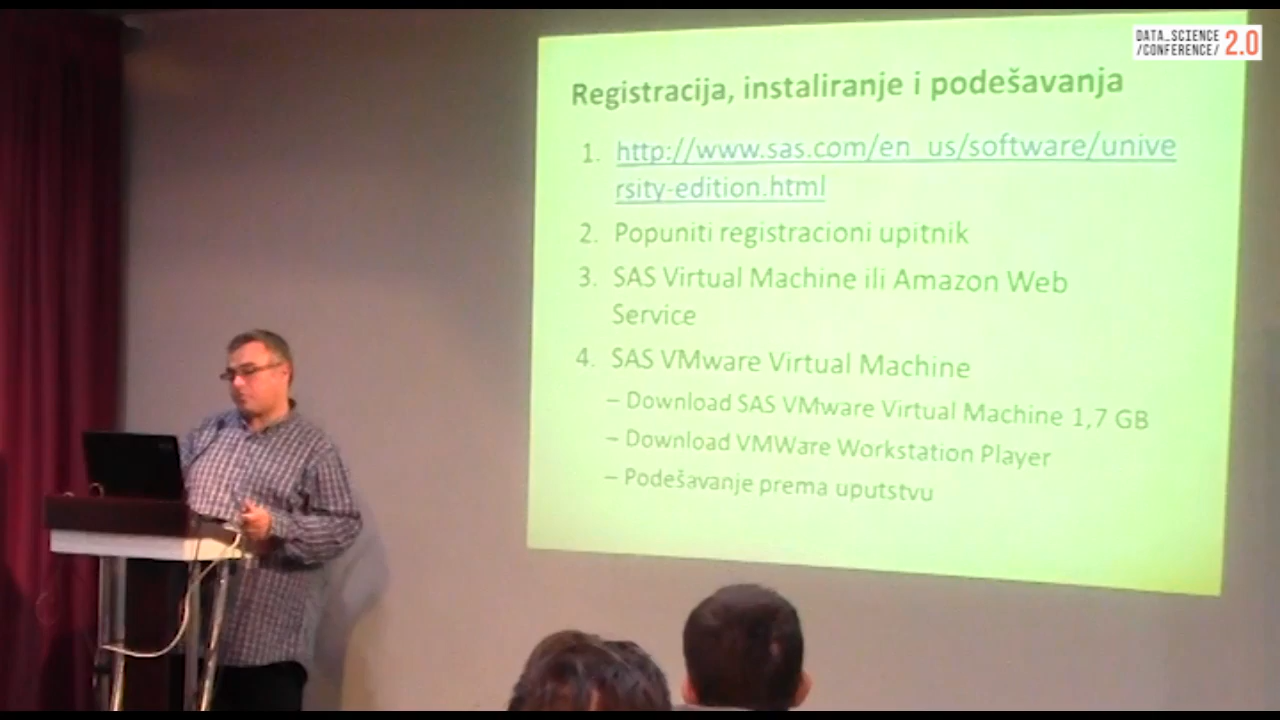 DATA_SCIENCE
/CONFERENCE/ 2.0
Registracija, instaliranje i podešavanja
1. http://www.sas.com/en_us/software/unive
rsity-edition.html
2. Popuniti registracioni upitnik
3. SAS Virtual Machine ili Amazon Web
Service
4. SAS VMware Virtual Machine
– Download SAS VMware Virtual Machine 1,7 GB
– Download VMWare Workstation Player
– Podešavanje prema uputstvu